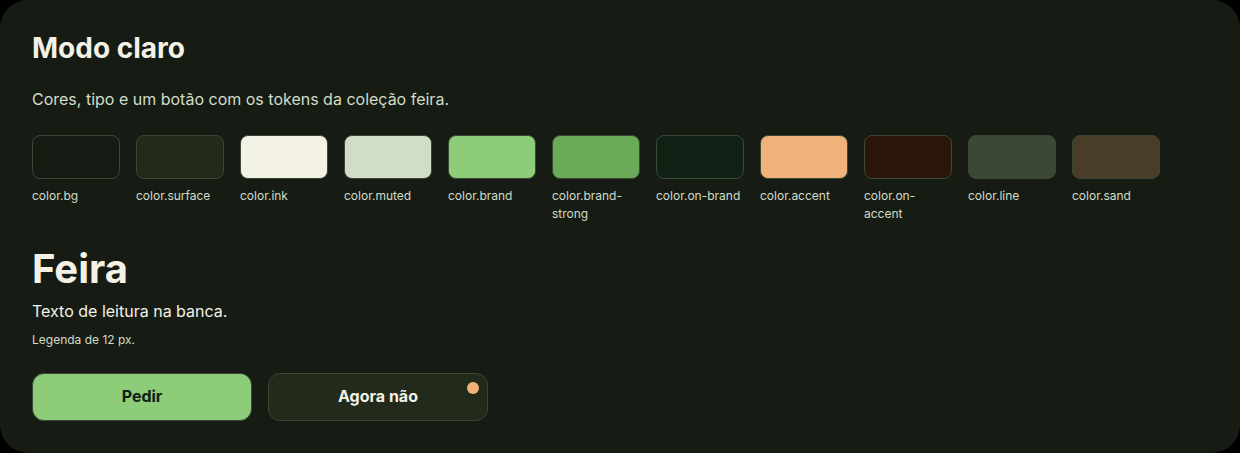 Modo claro
Cores, tipo e um botão com os tokens da coleção feira.
color.bg
color.surface
color.ink
color.muted
color.brand
color.brand-
strong
color.on-brand
color.accent
color.on-
accent
color.line
color.sand
Feira
Texto de leitura na banca.
Legenda de 12 px.
Pedir
Agora não